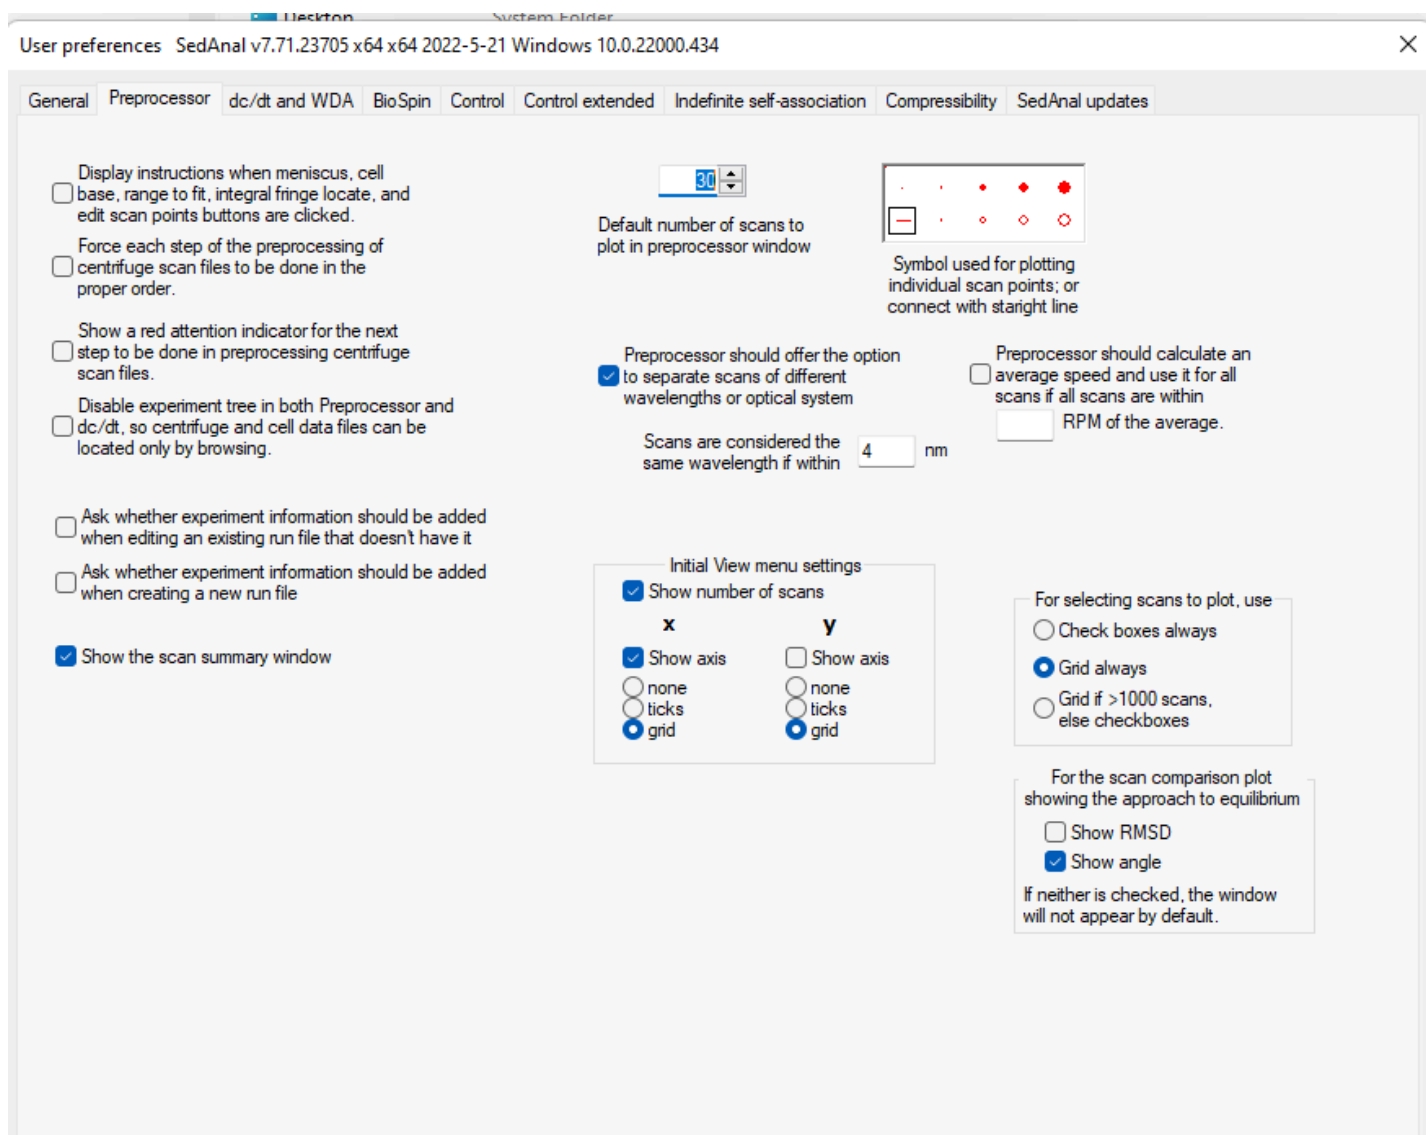 Desktop System Folder
User preferences SedAnal v7.71.23705 x64 x64 2022-5-21 Windows 10.0.22000.434
General Preprocessor dc/dt and WDA BioSpin Control Control extended Indefinite self-association Compressibility SedAnal updates
Display instructions when meniscus, cell
base, range to fit, integral fringe locate, and
edit scan points buttons are clicked.
Force each step of the preprocessing of
centrifuge scan files to be done in the
proper order.
Show a red attention indicator for the next
step to be done in preprocessing centrifuge
scan files.
Disable experiment tree in both Preprocessor and
dc/dt, so centrifuge and cell data files can be
located only by browsing.
Ask whether experiment information should be added
when editing an existing run file that doesn't have it
Ask whether experiment information should be added
when creating a new run file
Show the scan summary window
30
Default number of scans to
plot in preprocessor window
Symbol used for plotting
individual scan points; or
connect with staright line
Preprocessor should offer the option
to separate scans of different
wavelengths or optical system
Scans are considered the
same wavelength if within 4 nm
Preprocessor should calculate an
average speed and use it for all
scans if all scans are within
RPM of the average.
Initial View menu settings
Show number of scans
x y
Show axis Show axis
none none
ticks ticks
grid grid
For selecting scans to plot, use
Check boxes always
Grid always
Grid if >1000 scans,
else checkboxes
For the scan comparison plot
showing the approach to equilibrium
Show RMSD
Show angle
If neither is checked, the window
will not appear by default.